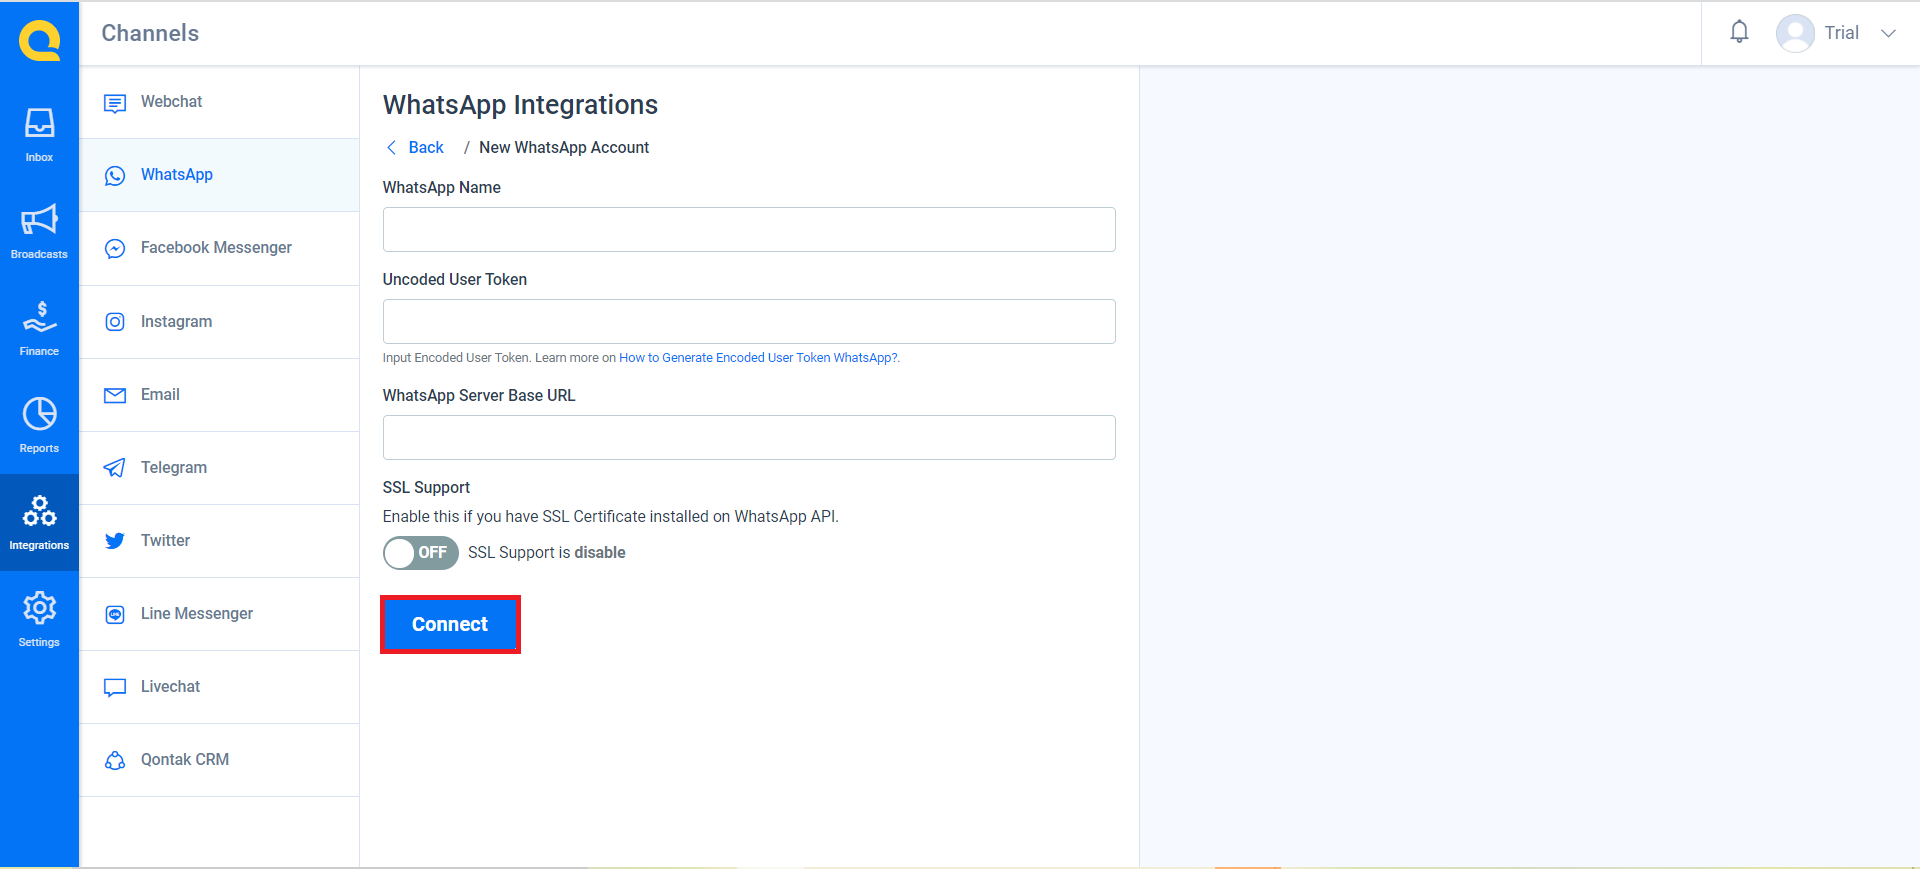 Channels
Trial
Inbox
Broadcasts
Finance
Reports
Integrations
Settings
Webchat
WhatsApp
Facebook Messenger
Instagram
Email
Telegram
Twitter
Line Messenger
Livechat
Qontak CRM
WhatsApp Integrations
Back / New WhatsApp Account
WhatsApp Name
Uncoded User Token
Input Encoded User Token. Learn more on How to Generate Encoded User Token WhatsApp?.
WhatsApp Server Base URL
SSL Support
Enable this if you have SSL Certificate installed on WhatsApp API.
OFF SSL Support is disable
Connect